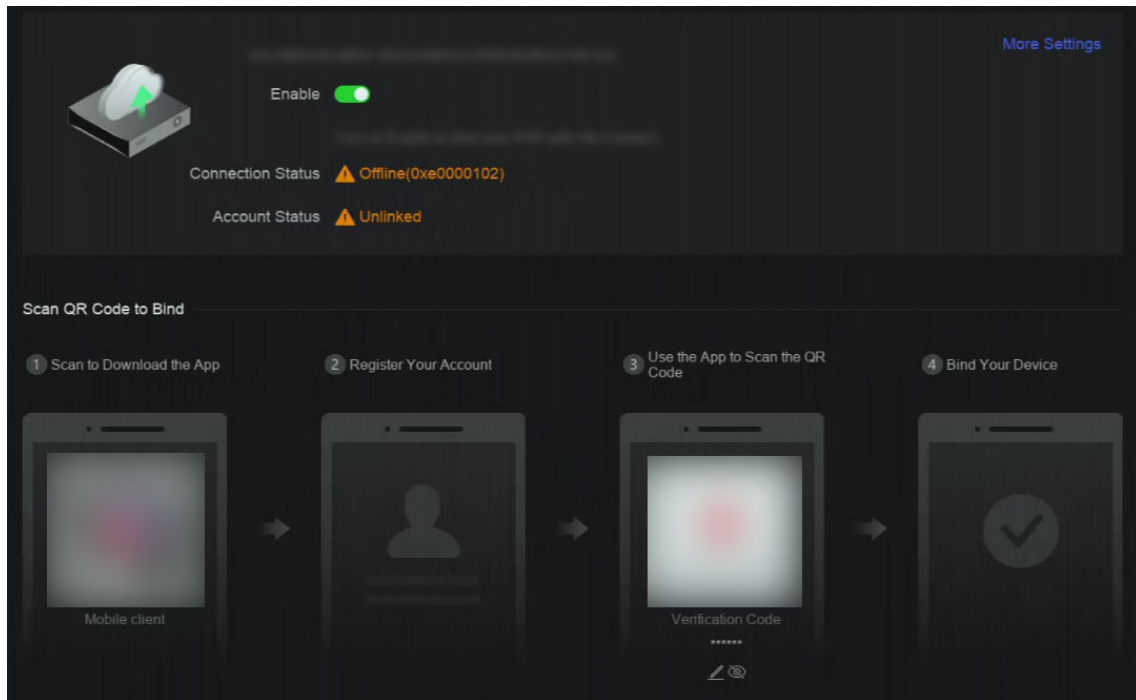 More Settings
Enable
Connection Status Offline(0xe0000102)
Account Status Unlinked
Scan QR Code to Bind
1 Scan to Download the App
2 Register Your Account
3 Use the App to Scan the QR
Code
4 Bind Your Device
Mobile client
Verification Code
******